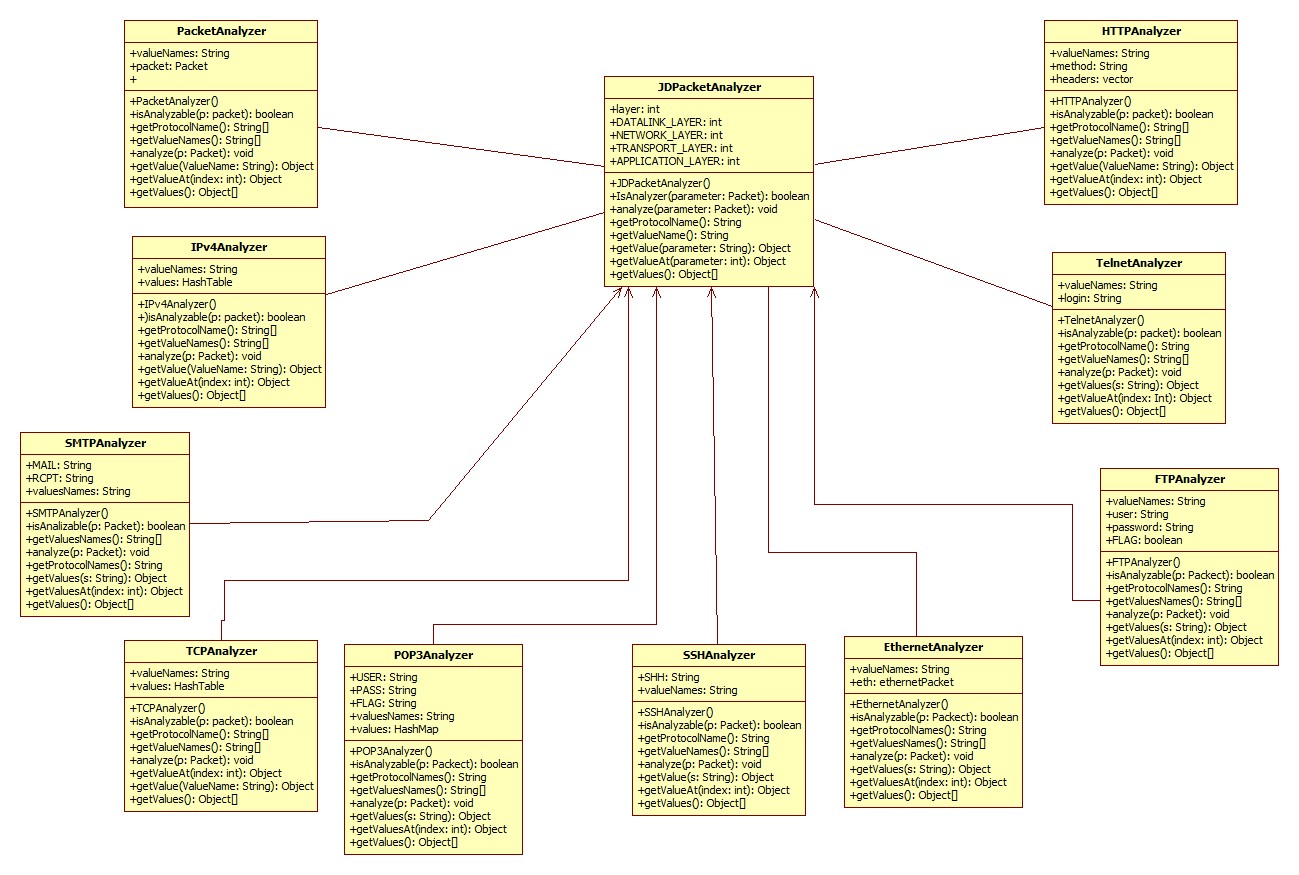 PacketAnalyzer
+valueNames: String
+packet: Packet
+
+PacketAnalyzer()
+isAnalyzable(p: packet): boolean
+getProtocolName(): String[]
+getValueNames(): String[]
+analyze(p: Packet): void
+getValue(ValueName: String): Object
+getValueAt(index: int): Object
+getValues(): Object[]
JDPacketAnalyzer
+layer: int
+DATALINK_LAYER: int
+NETWORK_LAYER: int
+TRANSPORT_LAYER: int
+APPLICATION_LAYER: int
+JDPacketAnalyzer()
+IsAnalyzer(parameter: Packet): boolean
+analyze(parameter: Packet): void
+getProtocolName(): String
+getValueName(): String
+getValue(parameter: String): Object
+getValueAt(parameter: int): Object
+getValues(): Object[]
HTTPAnalyzer
+valueNames: String
+method: String
+headers: vector
+HTTPAnalyzer()
+isAnalyzable(p: packet): boolean
+getProtocolName(): String[]
+getValueNames(): String[]
+analyze(p: Packet): void
+getValue(ValueName: String): Object
+getValueAt(index: int): Object
+getValues(): Object[]
IPv4Analyzer
+valueNames: String
+values: HashTable
+IPv4Analyzer()
+)isAnalyzable(p: packet): boolean
+getProtocolName(): String[]
+getValueNames(): String[]
+analyze(p: Packet): void
+getValue(ValueName: String): Object
+getValueAt(index: int): Object
+getValues(): Object[]
TelnetAnalyzer
+valueNames: String
+login: String
+TelnetAnalyzer()
+isAnalyzable(p: packet): boolean
+getProtocolName(): String
+getValueNames(): String[]
+analyze(p: Packet): void
+getValues(s: String): Object
+getValueAt(index: Int): Object
+getValues(): Object[]
SMTPAnalyzer
+MAIL: String
+RCPT: String
+valuesNames: String
+SMTPAnalyzer()
+isAnalizable(p: Packet): boolean
+getValuesNames(): String[]
+analyze(p: Packet): void
+getProtocolNames(): String
+getValues(s: String): Object
+getValuesAt(index: int): Object
+getValues(): Object[]
FTPAnalyzer
+valueNames: String
+user: String
+password: String
+FLAG: boolean
+FTPAnalyzer()
+isAnalyzable(p: Packect): boolean
+getProtocolNames(): String
+getValuesNames(): String[]
+analyze(p: Packet): void
+getValues(s: String): Object
+getValuesAt(index: int): Object
+getValues(): Object[]
TCPAnalyzer
+valueNames: String
+values: HashTable
+TCPAnalyzer()
+isAnalyzable(p: packet): boolean
+getProtocolName(): String[]
+getValueNames(): String[]
+analyze(p: Packet): void
+getValueAt(index: int): Object
+getValue(ValueName: String): Object
+getValues(): Object[]
POP3Analyzer
+USER: String
+PASS: String
+FLAG: String
+valuesNames: String
+values: HashMap
+POP3Analyzer()
+isAnalyzable(p: Packect): boolean
+getProtocolNames(): String
+getValuesNames(): String[]
+analyze(p: Packet): void
+getValues(s: String): Object
+getValuesAt(index: int): Object
+getValues(): Object[]
SSHAnalyzer
+SHH: String
+valueNames: String
+SSHAnalyzer()
+isAnalyzable(p: Packet): boolean
+getProtocolName(): String
+getValueNames(): String[]
+analyze(p: Packet): void
+getValue(s: String): Object
+getValueAt(index: int): Object
+getValues(): Object[]
EthernetAnalyzer
+valueNames: String
+eth: ethernetPacket
+EthernetAnalyzer()
+isAnalyzable(p: Packect): boolean
+getProtocolNames(): String
+getValuesNames(): String[]
+analyze(p: Packet): void
+getValues(s: String): Object
+getValuesAt(index: int): Object
+getValues(): Object[]